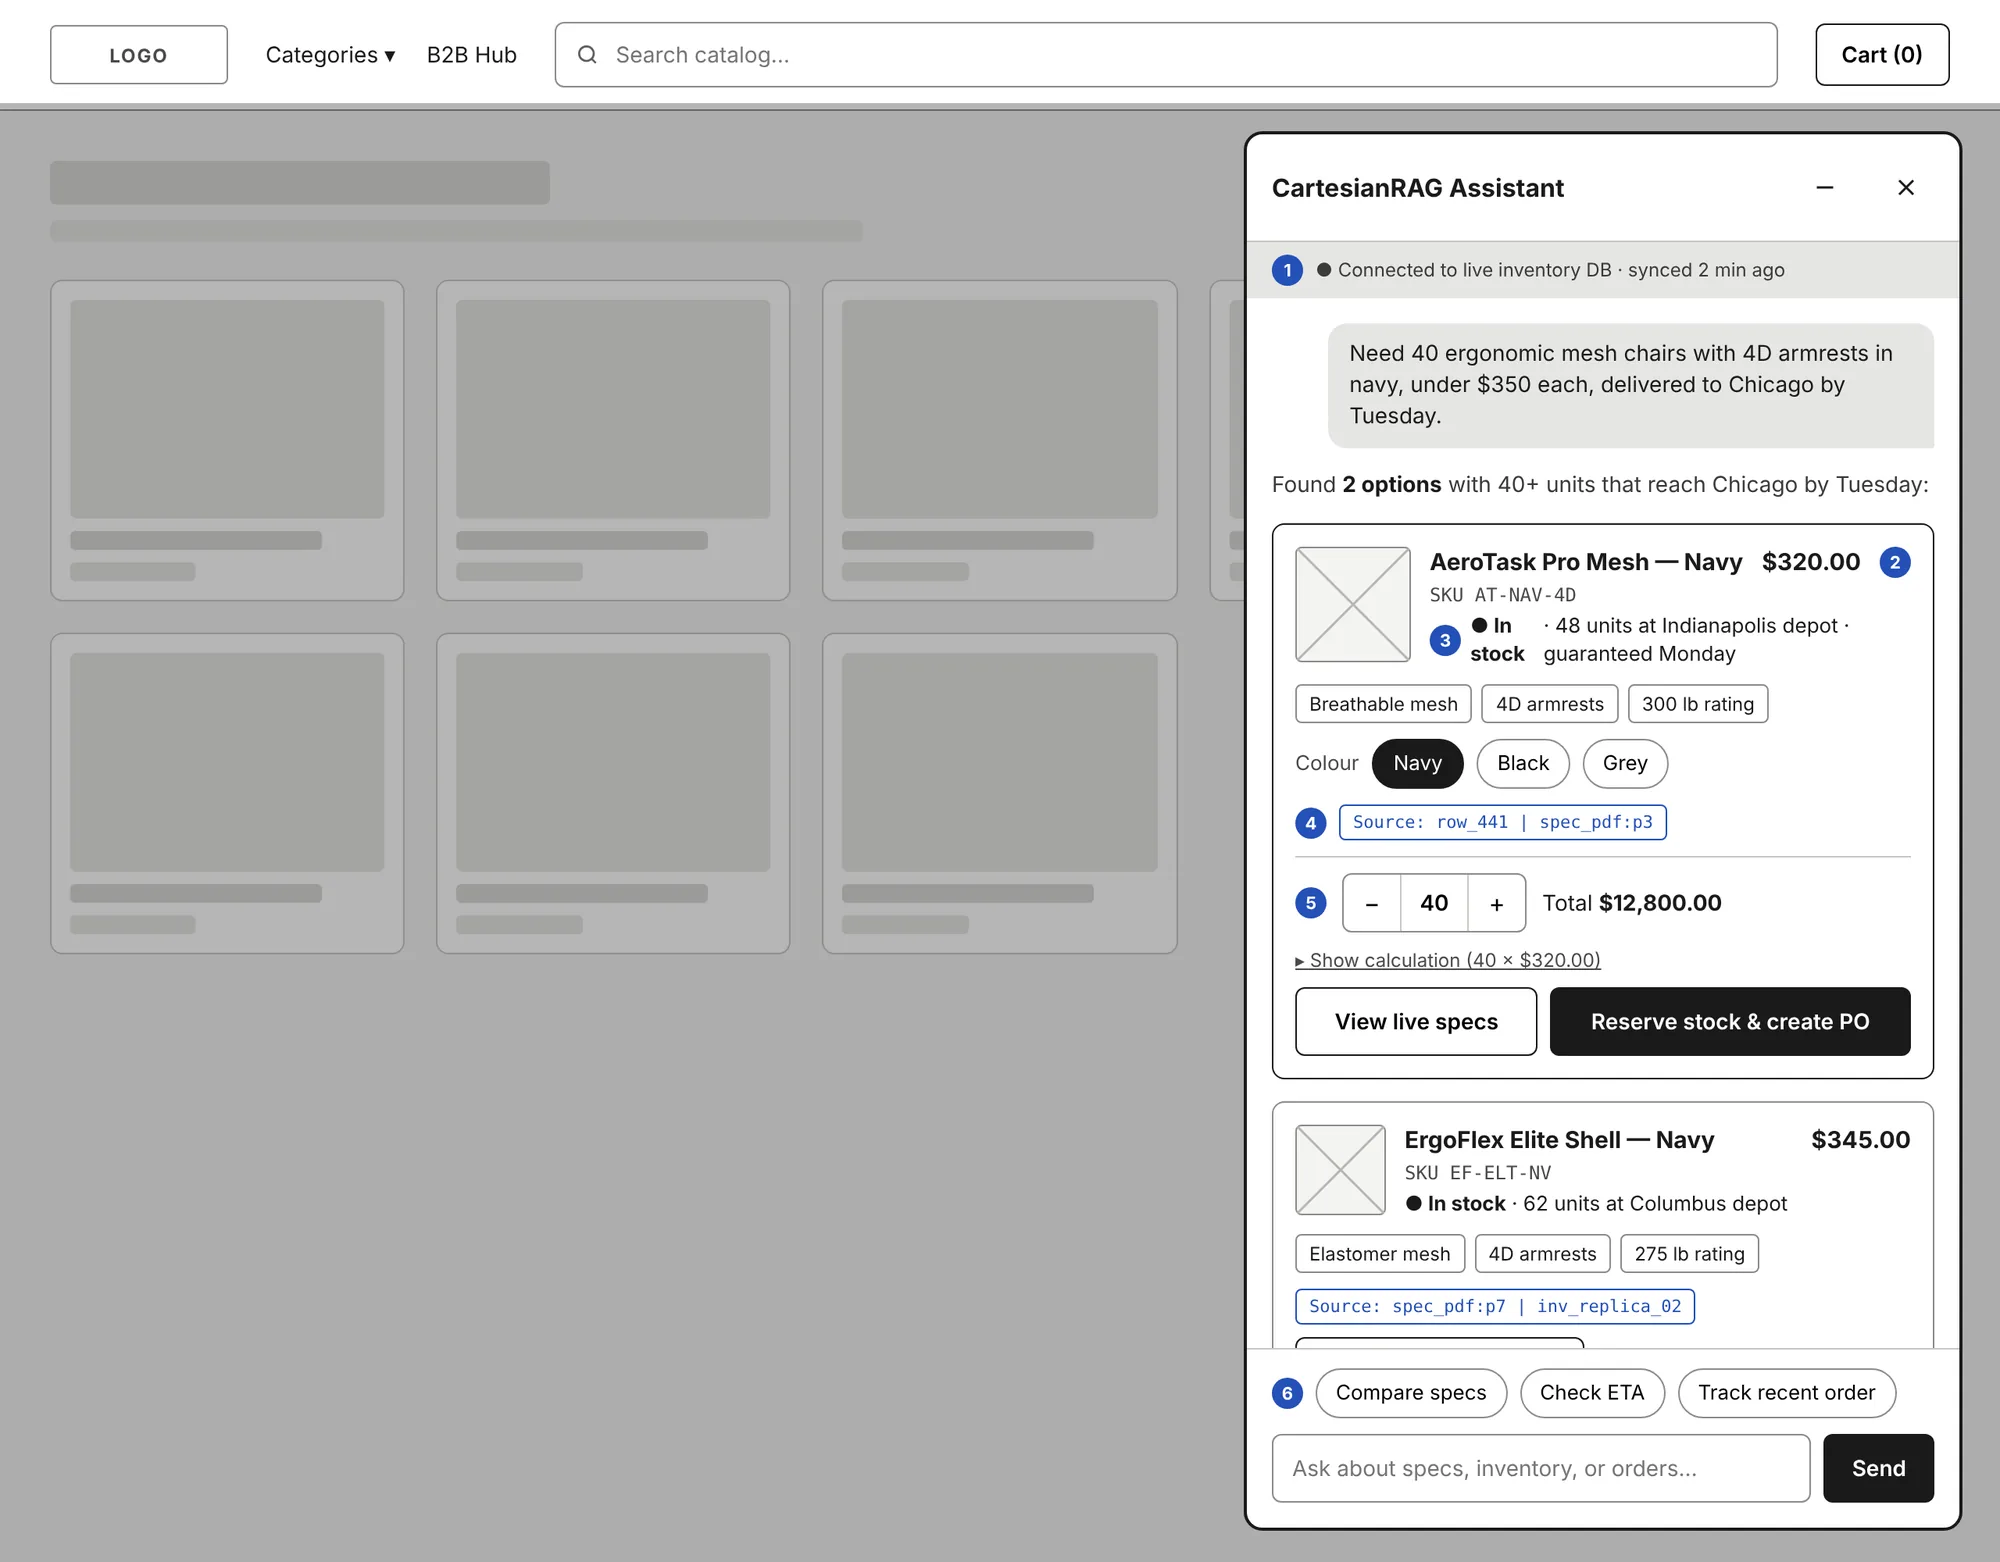 LOGO
Categories ▾
B2B Hub
Search catalog...
Cart (0)
CartesianRAG Assistant
1
● Connected to live inventory DB · synced 2 min ago
Need 40 ergonomic mesh chairs with 4D armrests in
navy, under $350 each, delivered to Chicago by
Tuesday.
Found 2 options with 40+ units that reach Chicago by Tuesday:
AeroTask Pro Mesh — Navy
$320.00
2
SKU AT-NAV-4D
3
● In
stock
· 48 units at Indianapolis depot ·
guaranteed Monday
Breathable mesh
4D armrests
300 lb rating
Colour
Navy
Black
Grey
4
Source: row_441 | spec_pdf:p3
5
−
40
+
Total $12,800.00
▸ Show calculation (40 × $320.00)
View live specs
Reserve stock & create PO
ErgoFlex Elite Shell — Navy
$345.00
SKU EF-ELT-NV
● In stock · 62 units at Columbus depot
Elastomer mesh
4D armrests
275 lb rating
Source: spec_pdf:p7 | inv_replica_02
6
Compare specs
Check ETA
Track recent order
Ask about specs, inventory, or orders...
Send